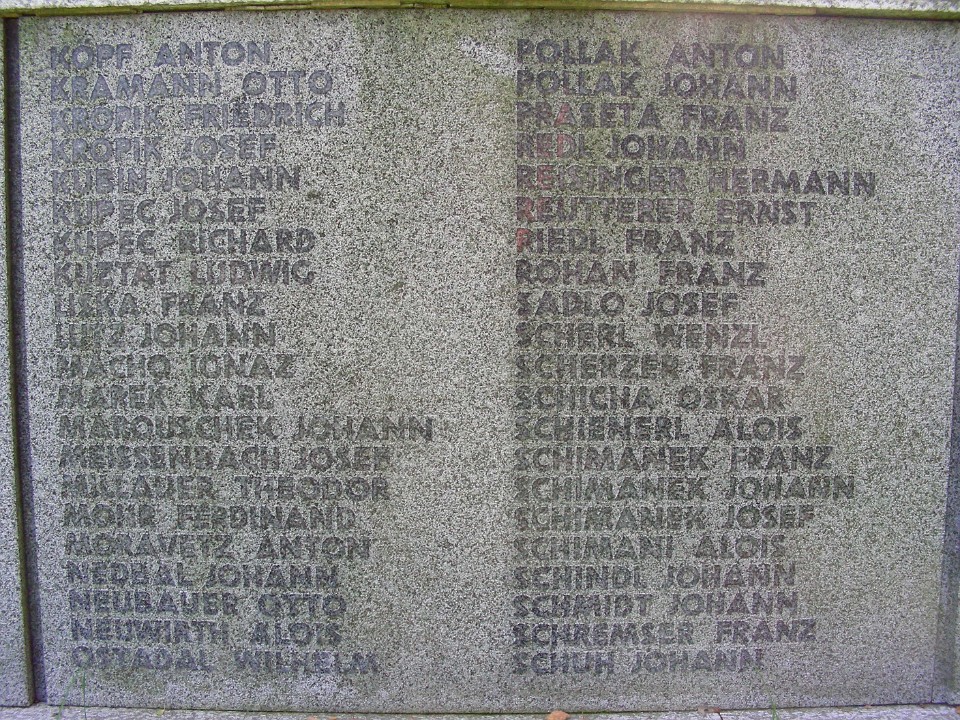 KOPF ANTON
KRAMANN OTTO
KROPIK FRIEDRICH
KROPIK JOSEF
KUBIN JOHANN
KUPEC JOSEF
KUPEC RICHARD
KUZTAT LUDWIG
LISKA FRANZ
LUTZ JOHANN
MACHO IGNAZ
MAREK KARL
MAROUSCHEK JOHANN
MEISSENBACH JOSEF
MILLAUER THEODOR
MOHR FERDINAND
MORAVETZ ANTON
NEDBAL JOHANN
NEUBAUER OTTO
NEUWIRTH ALOIS
OSTADAL WILHELM
POLLAK ANTON
POLLAK JOHANN
PRASETA FRANZ
REDL JOHANN
REISINGER HERMANN
REUTTERER ERNST
RIEDL FRANZ
ROHAN FRANZ
SADLO JOSEF
SCHERL WENZL
SCHERZER FRANZ
SCHICHA OSKAR
SCHIENERL ALOIS
SCHIMANEK FRANZ
SCHIMANEK JOHANN
SCHIMANEK JOSEF
SCHIMANI ALOIS
SCHINDL JOHANN
SCHMIDT JOHANN
SCHREMSER FRANZ
SCHUH JOHANN